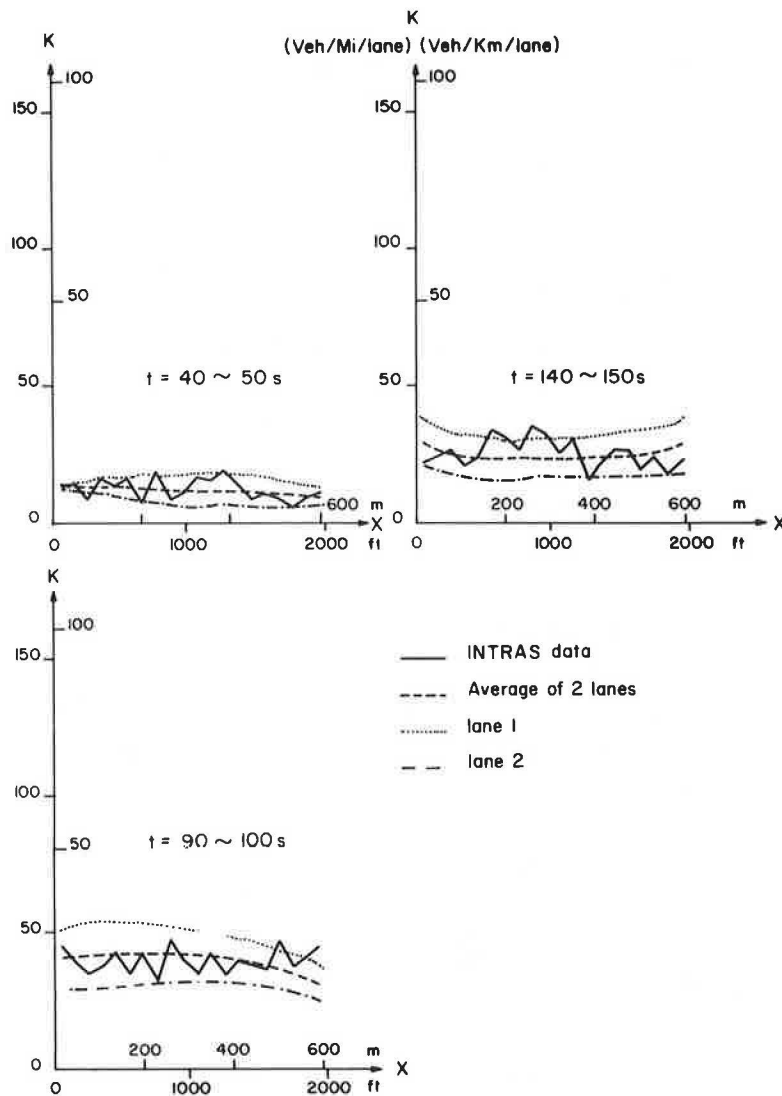 K
(Veh/Mi/lane) (Veh/Km/lane)
K
100
150
100
50
50
0
t = 40 ~ 50 s
600 m
X
0 1000 2000 ft
100
150
100
50
50
0
t = 140 ~ 150 s
200 400 600 m
X
0 1000 2000 ft
K
100
150
100
50
50
0
t = 90 ~ 100 s
200 400 600 m
X
0 1000 2000 ft
INTRAS data
Average of 2 lanes
lane 1
lane 2